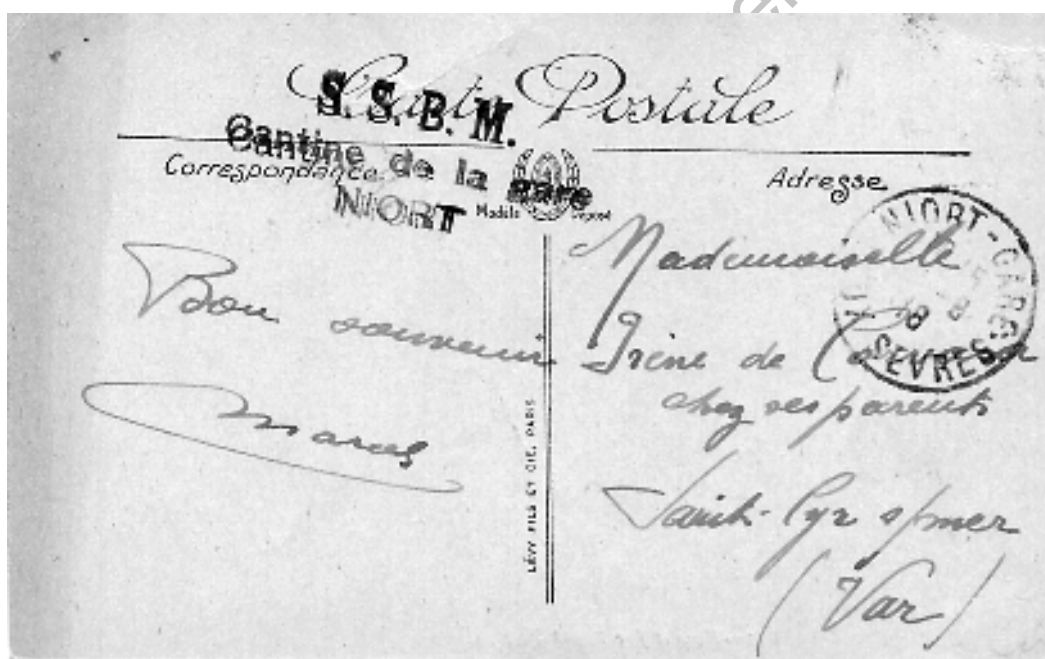 Carte Postale
S. S. B. M.
Cantine de la gare
NIORT
Correspondance
Modèle Déposé
Adresse
NIORT-GARE
SEVRES
Bon souvenir
Marcel
LÉVY FILS ET CIE, PARIS
Mademoiselle
Irène de
chez ses parents
Saint-Cyr s/mer
(Var)